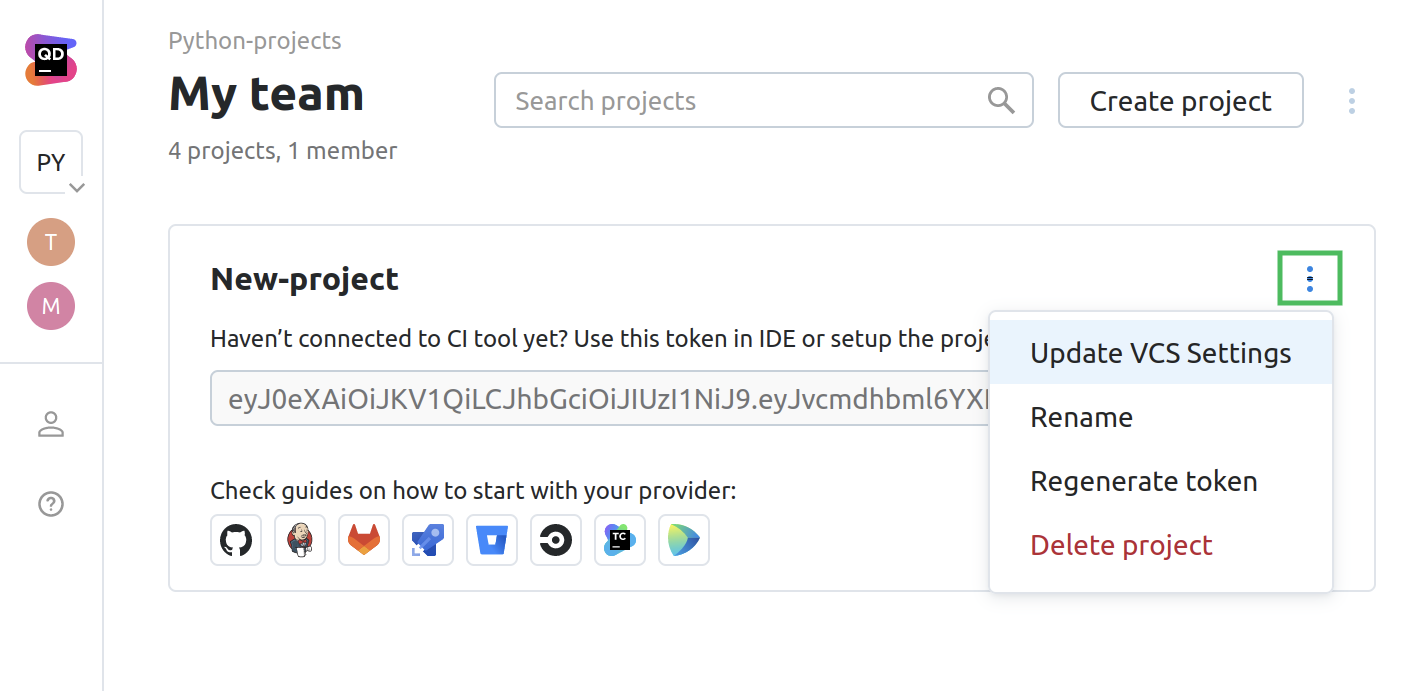 QD
Python-projects
My team
Search projects
Create project
4 projects, 1 member
PY
T
M
New-project
Haven’t connected to CI tool yet? Use this token in IDE or setup the
eyJ0eXAiOiJKV1QiLCJhbGciOiJIUzI1NiJ9.eyJvcmdhbml6YX
Update VCS Settings
Rename
Regenerate token
Delete project
Check guides on how to start with your provider:
TC